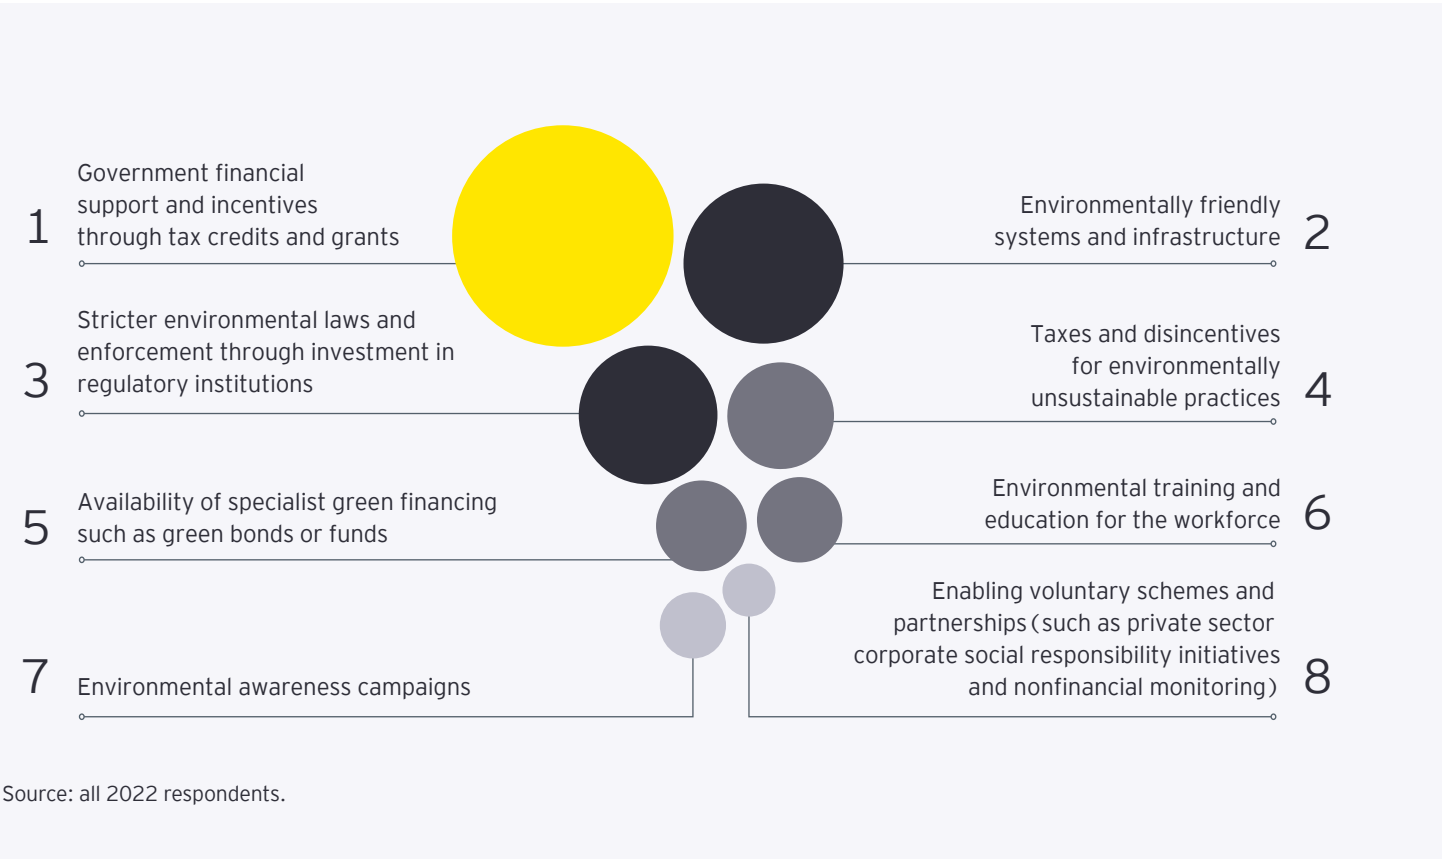 1
Government financial
support and incentives
through tax credits and grants
2
Environmentally friendly
systems and infrastructure
3
Stricter environmental laws and
enforcement through investment in
regulatory institutions
4
Taxes and disincentives
for environmentally
unsustainable practices
5
Availability of specialist green financing
such as green bonds or funds
6
Environmental training and
education for the workforce
7
Environmental awareness campaigns
8
Enabling voluntary schemes and
partnerships (such as private sector
corporate social responsibility initiatives
and nonfinancial monitoring)
Source: all 2022 respondents.